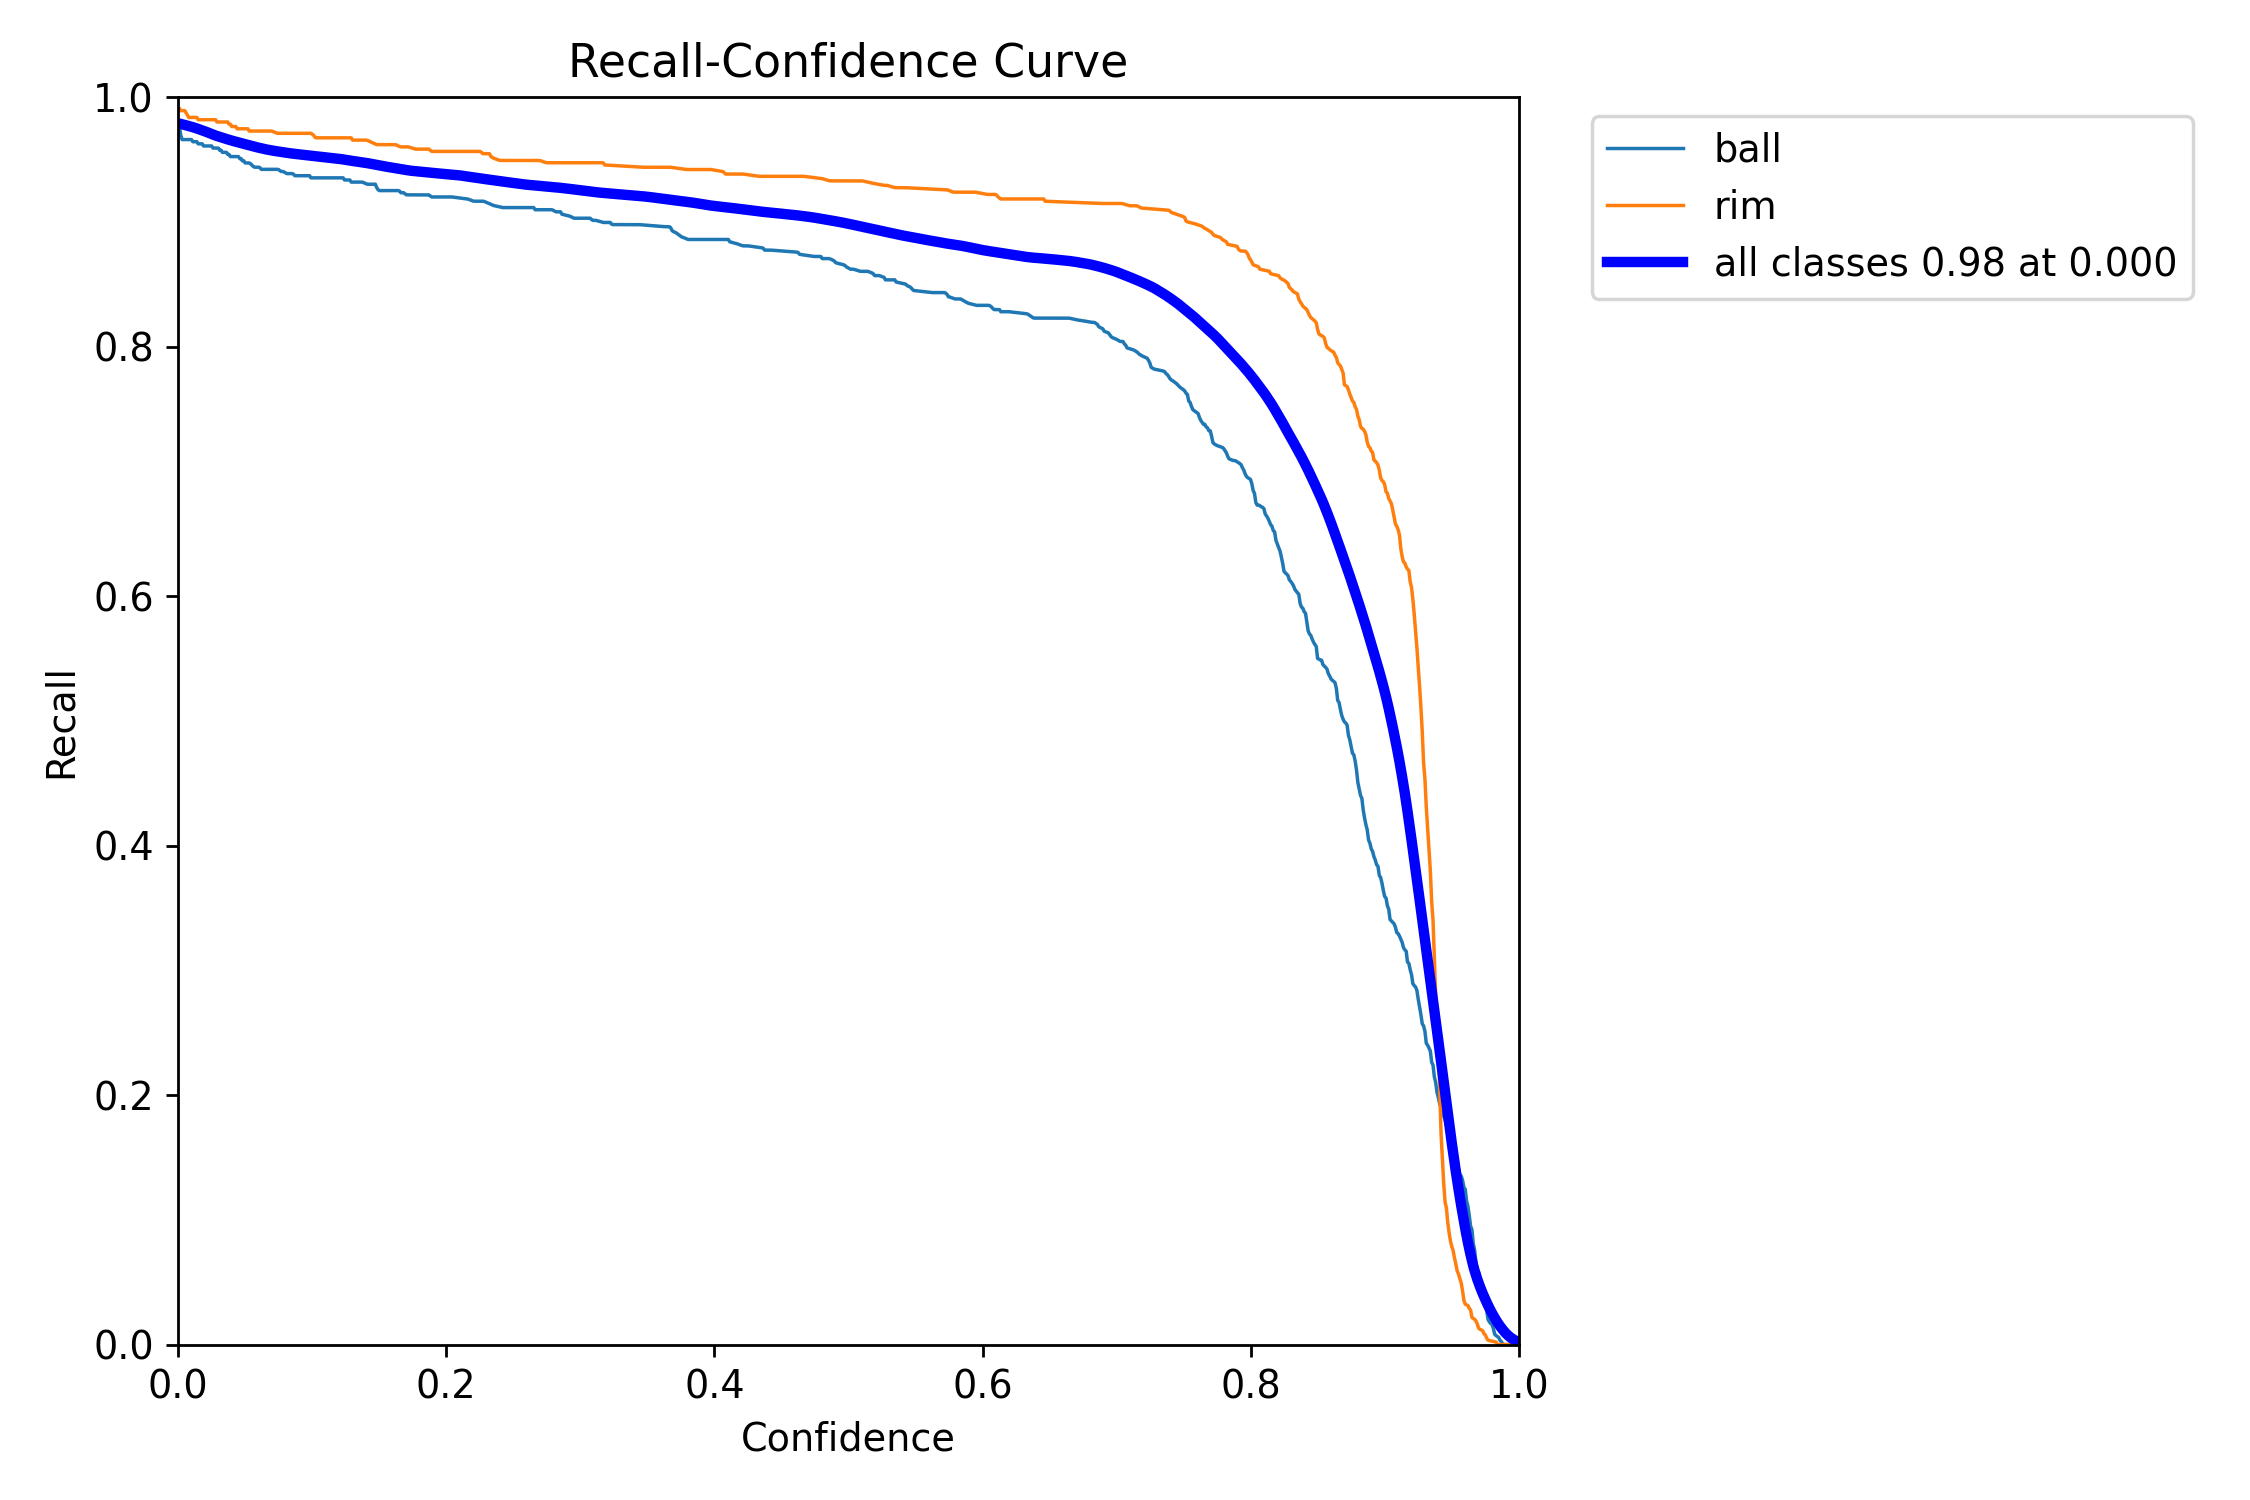 Recall-Confidence Curve
1.0
0.8
0.6
0.4
0.2
0.0
Recall
0.0 0.2 0.4 0.6 0.8 1.0
Confidence
ball
rim
all classes 0.98 at 0.000